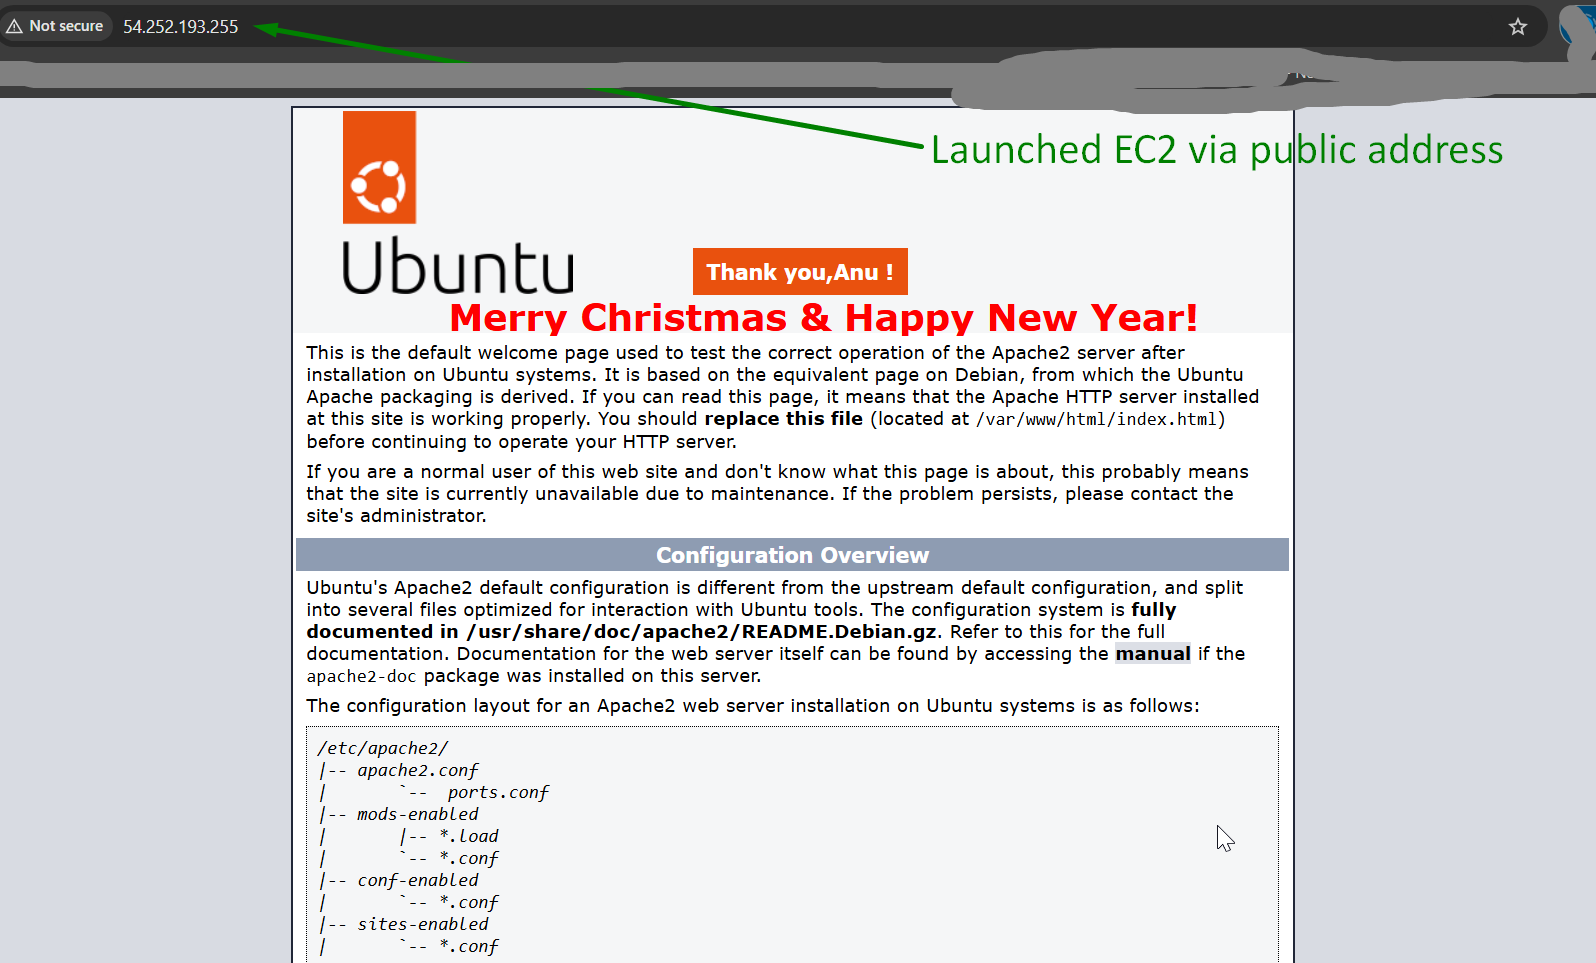 Not secure 54.252.193.255
Launched EC2 via public address
Ubuntu
Thank you,Anu !
Merry Christmas & Happy New Year!
This is the default welcome page used to test the correct operation of the Apache2 server after
installation on Ubuntu systems. It is based on the equivalent page on Debian, from which the Ubuntu
Apache packaging is derived. If you can read this page, it means that the Apache HTTP server installed
at this site is working properly. You should replace this file (located at /var/www/html/index.html)
before continuing to operate your HTTP server.
If you are a normal user of this web site and don't know what this page is about, this probably means
that the site is currently unavailable due to maintenance. If the problem persists, please contact the
site's administrator.
Configuration Overview
Ubuntu's Apache2 default configuration is different from the upstream default configuration, and split
into several files optimized for interaction with Ubuntu tools. The configuration system is fully
documented in /usr/share/doc/apache2/README.Debian.gz. Refer to this for the full
documentation. Documentation for the web server itself can be found by accessing the manual if the
apache2-doc package was installed on this server.
The configuration layout for an Apache2 web server installation on Ubuntu systems is as follows:
/etc/apache2/
|-- apache2.conf
|       `--  ports.conf
|-- mods-enabled
|       |-- *.load
|       `-- *.conf
|-- conf-enabled
|       `-- *.conf
|-- sites-enabled
|       `-- *.conf